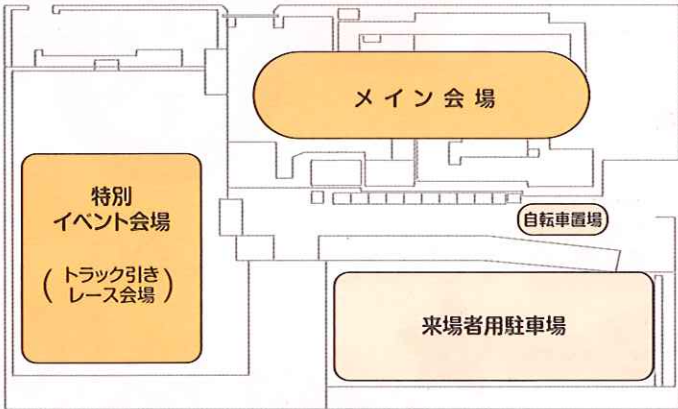 メイン会場
特別
イベント会場
(トラック引き
レース会場)
自転車置場
来場者用駐車場